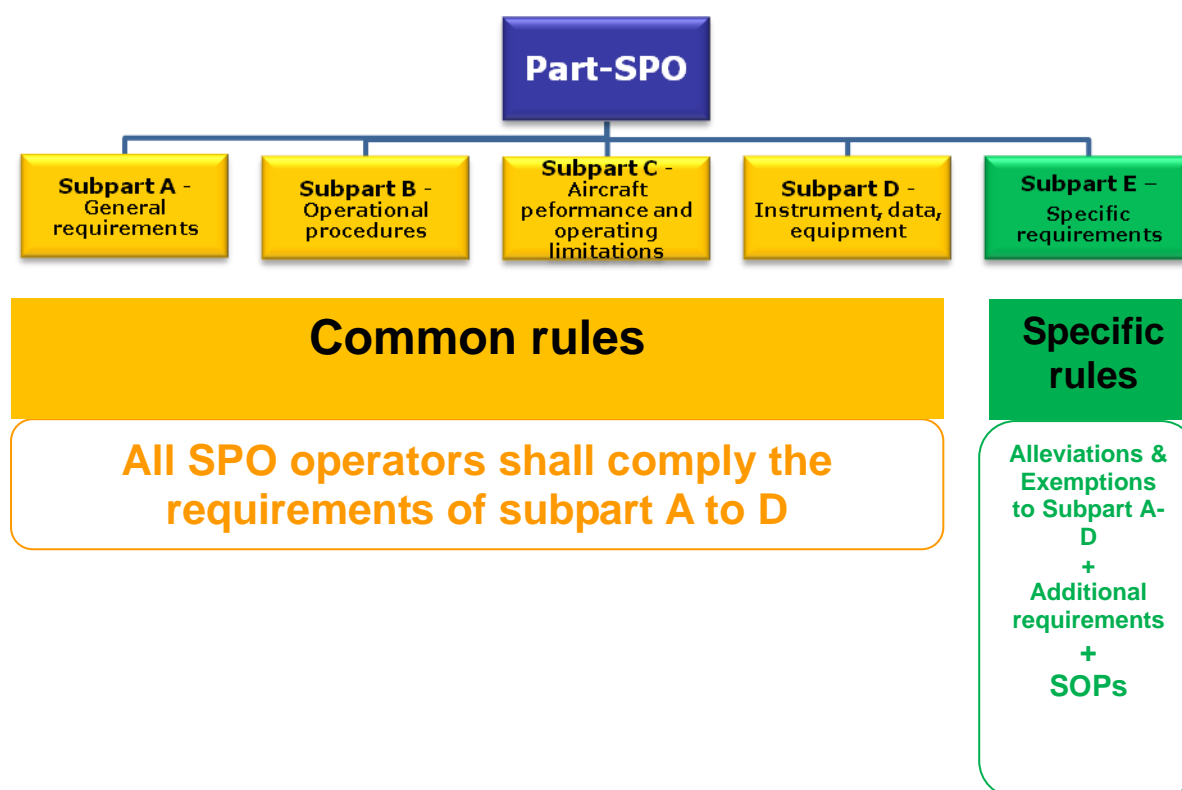 Part-SPO
Subpart A -
General
requirements
Subpart B -
Operational
procedures
Subpart C -
Aircraft
peformance and
operating
limitations
Subpart D -
Instrument, data,
equipment
Subpart E –
Specific
requirements
Common rules
All SPO operators shall comply the
requirements of subpart A to D
Specific
rules
Alleviations &
Exemptions
to Subpart A-
D
+
Additional
requirements
+
SOPs